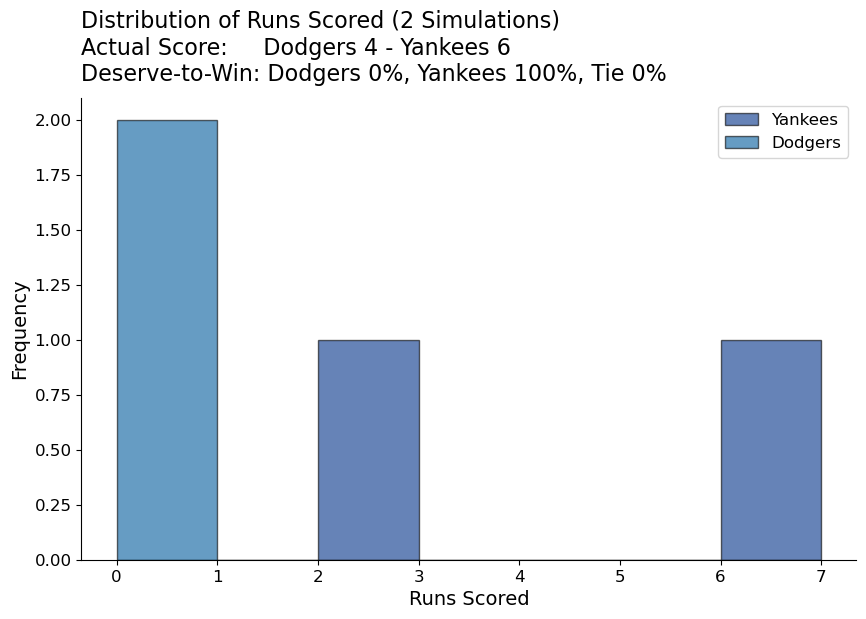 Distribution of Runs Scored (2 Simulations)
Actual Score:     Dodgers 4 - Yankees 6
Deserve-to-Win: Dodgers 0%, Yankees 100%, Tie 0%
Yankees
Dodgers
2.00
1.75
1.50
1.25
1.00
0.75
0.50
0.25
0.00
Frequency
0 1 2 3 4 5 6 7
Runs Scored